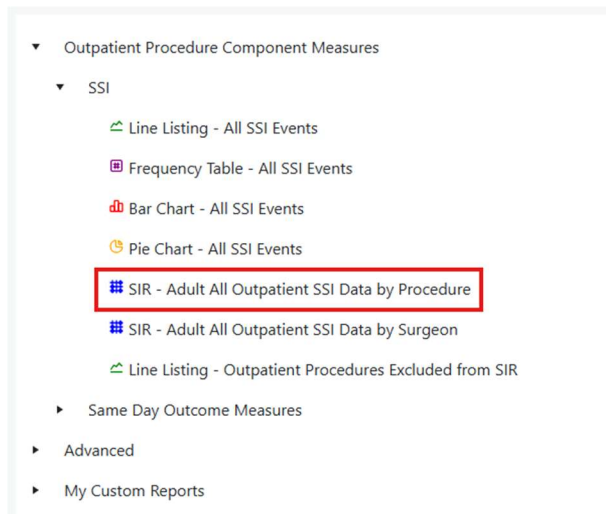 Outpatient Procedure Component Measures
SSI
Line Listing - All SSI Events
Frequency Table - All SSI Events
Bar Chart - All SSI Events
Pie Chart - All SSI Events
SIR - Adult All Outpatient SSI Data by Procedure
SIR - Adult All Outpatient SSI Data by Surgeon
Line Listing - Outpatient Procedures Excluded from SIR
Same Day Outcome Measures
Advanced
My Custom Reports